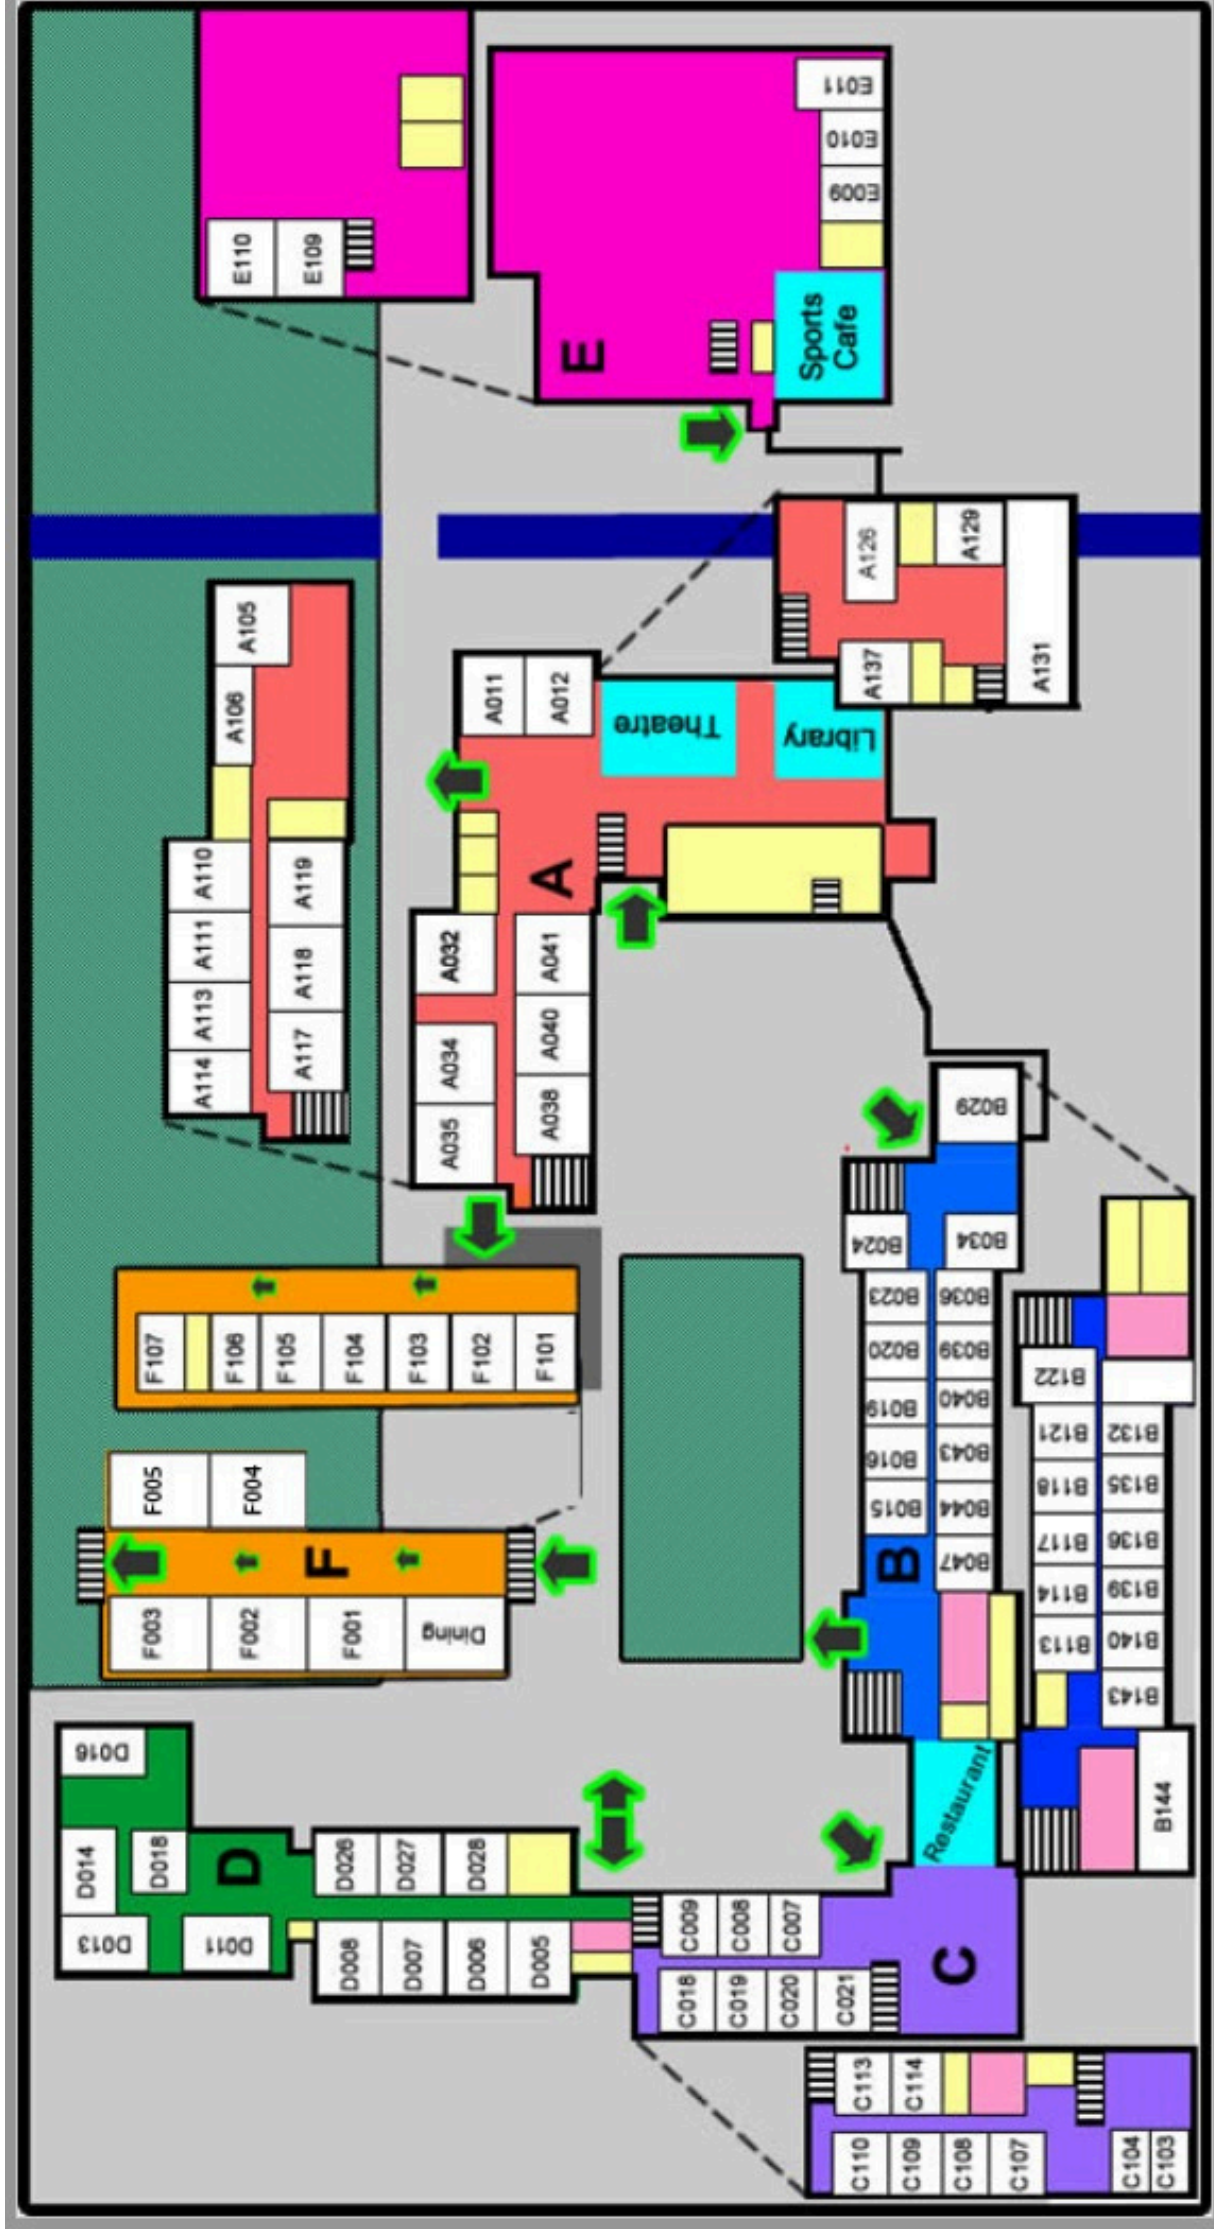 E110
E109
E011
E010
E009
E
Sports
Cafe
A105
A106
A110
A111
A113
A114
A119
A118
A117
A011
A012
Theatre
Library
A126
A129
A137
A131
A
A032
A034
A035
A041
A040
A038
F107
F106
F105
F104
F103
F102
F101
F005
F004
F
F003
F002
F001
Dining
B029
B024
B034
B023
B036
B020
B039
B019
B040
B016
B043
B015
B044
B
B047
B122
B121
B132
B118
B135
B117
B136
B114
B139
B113
B140
B143
B144
Restaurant
D016
D014
D018
D
D013
D011
D026
D027
D028
D008
D007
D006
D005
C009
C008
C007
C018
C019
C020
C021
C
C113
C114
C110
C109
C108
C107
C104
C103